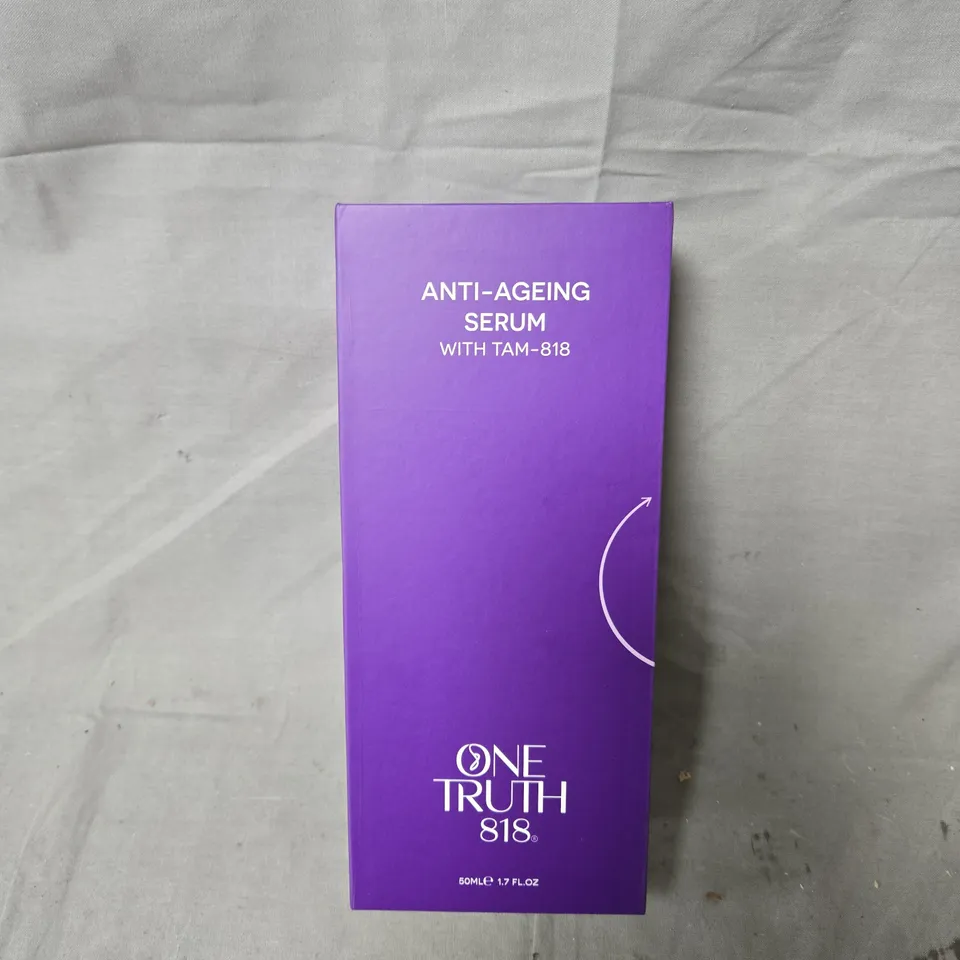 ANTI-AGEING
SERUM
WITH TAM-818
ONE
TRUTH
818®
50ML℮ 1.7 FL.OZ